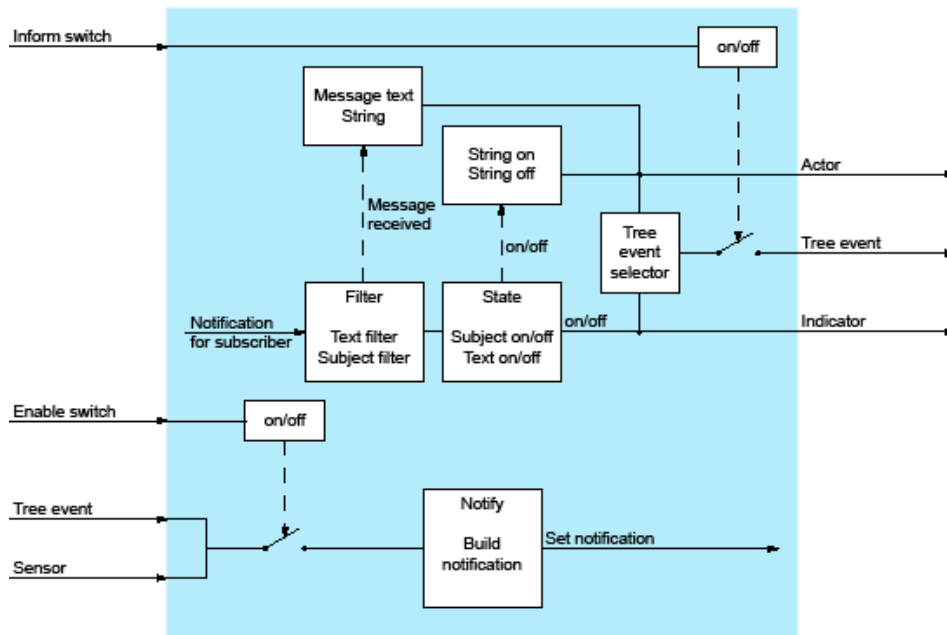 Inform switch
on/off
Message text
String
String on
String off
Actor
Message
received
on/off
Tree
event
selector
Tree event
Filter
Text filter
Subject filter
State
Subject on/off
Text on/off
on/off
Indicator
Notification
for subscriber
Enable switch
on/off
Tree event
Notify
Build
notification
Set notification
Sensor